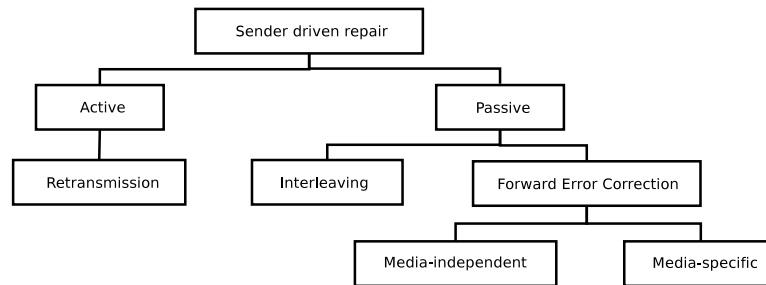 Sender driven repair
Active
Passive
Retransmission
Interleaving
Forward Error Correction
Media-independent
Media-specific